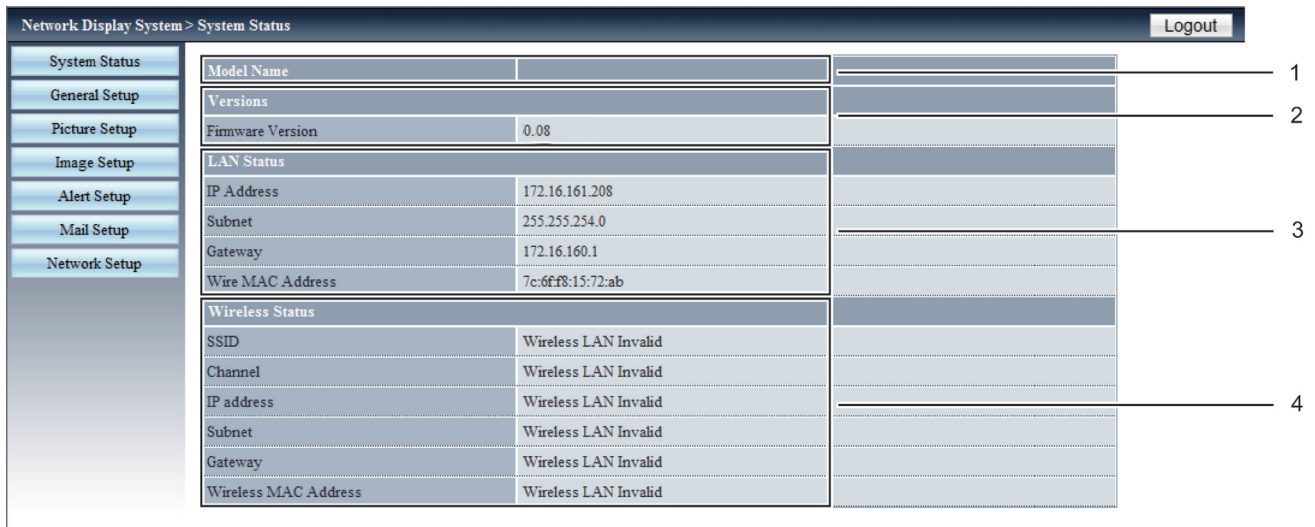 Network Display System > System Status
Logout
System Status
General Setup
Picture Setup
Image Setup
Alert Setup
Mail Setup
Network Setup
Model Name
1
Versions
2
Firmware Version 0.08
LAN Status
IP Address 172.16.161.208
Subnet 255.255.254.0
3
Gateway 172.16.160.1
Wire MAC Address 7c:6f:f8:15:72:ab
Wireless Status
SSID Wireless LAN Invalid
Channel Wireless LAN Invalid
IP address Wireless LAN Invalid
4
Subnet Wireless LAN Invalid
Gateway Wireless LAN Invalid
Wireless MAC Address Wireless LAN Invalid